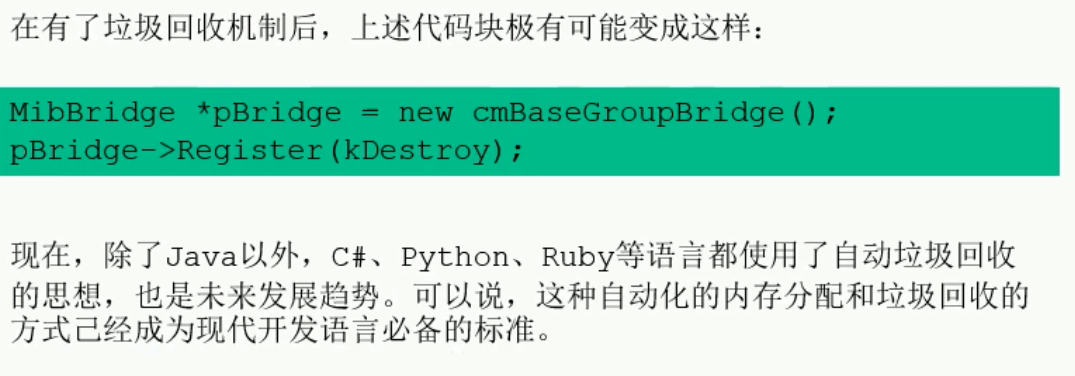 在有了垃圾回收机制后，上述代码块极有可能变成这样：
MibBridge *pBridge = new cmBaseGroupBridge();
pBridge->Register(kDestroy);
现在，除了Java以外，C#、Python、Ruby等语言都使用了自动垃圾回收
的思想，也是未来发展趋势。可以说，这种自动化的内存分配和垃圾回收的
方式己经成为现代开发语言必备的标准。